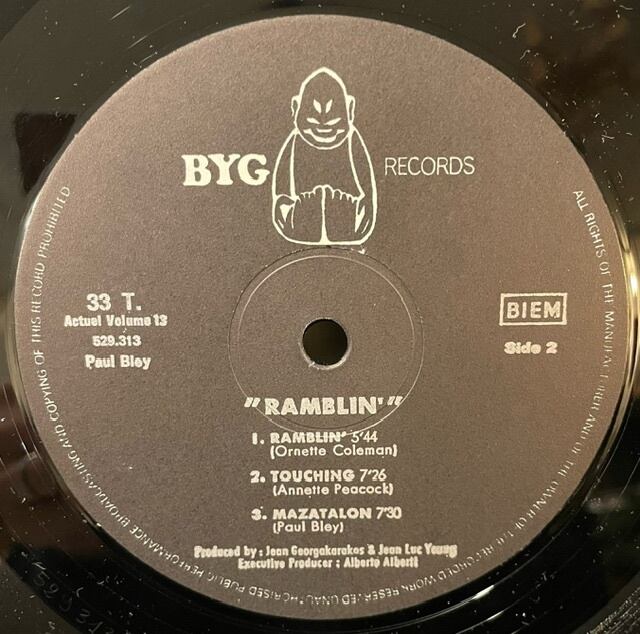 BYG RECORDS
33 T.
Actuel Volume 13
529.313
Paul Bley
BIEM
Side 2
"RAMBLIN'"
1. RAMBLIN' 5'44
(Ornette Coleman)
2. TOUCHING 7'26
(Annette Peacock)
3. MAZATALON 7'30
(Paul Bley)
Produced by : Jean Georgakarakos & Jean Luc Young
Executive Producer : Alberto Alberti
ALL RIGHTS OF THE MANUFACTURER AND OF THE OWNER OF THE RECORDED WORK RESERVED UNAUTHORISED PUBLIC PERFORMANCE BROADCASTING AND COPYING OF THIS RECORD PROHIBITED